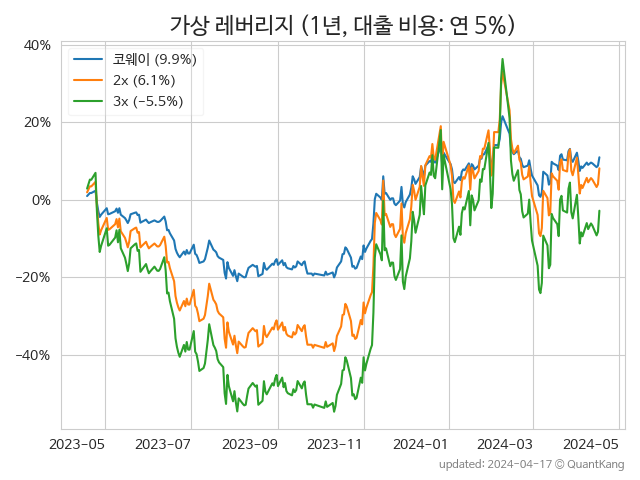 가상 레버리지 (1년, 대출 비용: 연 5%)
40%
20%
0%
−20%
−40%
코웨이 (9.9%)
2x (6.1%)
3x (−5.5%)
2023-05 2023-07 2023-09 2023-11 2024-01 2024-03 2024-05
updated: 2024-04-17 © QuantKang